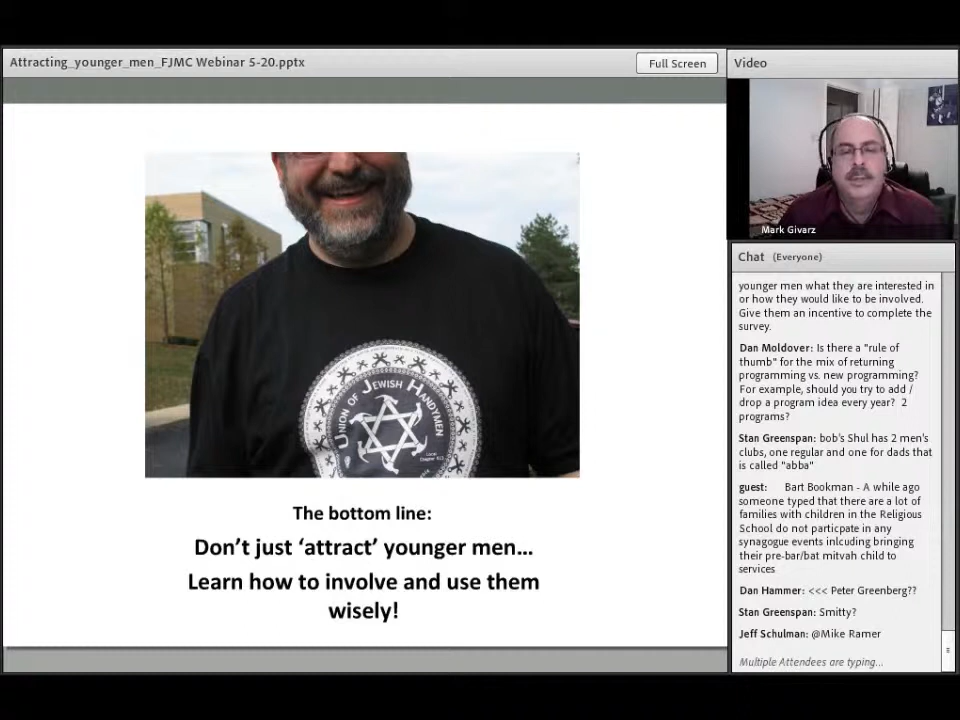 Attracting_younger_men_FJMC Webinar 5-20.pptx
Full Screen
UNION OF JEWISH HANDYMEN
The bottom line:
Don't just ‘attract’ younger men...
Learn how to involve and use them
wisely!
Video
Mark Givarz
Chat (Everyone)
younger men what they are interested in
or how they would like to be involved.
Give them an incentive to complete the
survey.
Dan Moldover: Is there a "rule of
thumb" for the mix of returning
programming vs. new programming?
For example, should you try to add /
drop a program idea every year? 2
programs?
Stan Greenspan: bob's Shul has 2 men's
clubs, one regular and one for dads that
is called "abba"
guest: Bart Bookman - A while ago
someone typed that there are a lot of
families with children in the Religious
School do not particpate in any
synagogue events inlcuding bringing
their pre-bar/bat mitvah child to
services
Dan Hammer: <<< Peter Greenberg??
Stan Greenspan: Smitty?
Jeff Schulman: @Mike Ramer
Multiple Attendees are typing...